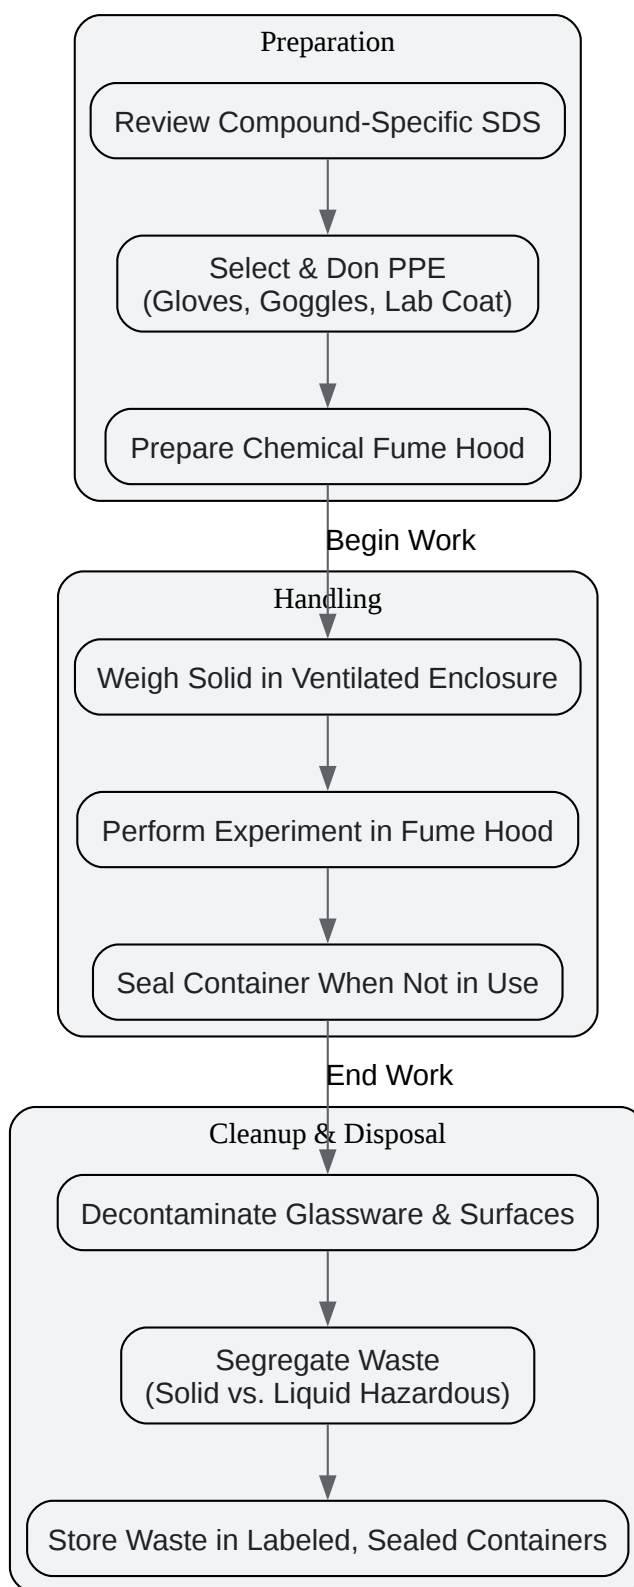 Preparation
Review Compound-Specific SDS
Select & Don PPE
(Gloves, Goggles, Lab Coat)
Prepare Chemical Fume Hood
Begin Work
Handling
Weigh Solid in Ventilated Enclosure
Perform Experiment in Fume Hood
Seal Container When Not in Use
End Work
Cleanup & Disposal
Decontaminate Glassware & Surfaces
Segregate Waste
(Solid vs. Liquid Hazardous)
Store Waste in Labeled, Sealed Containers